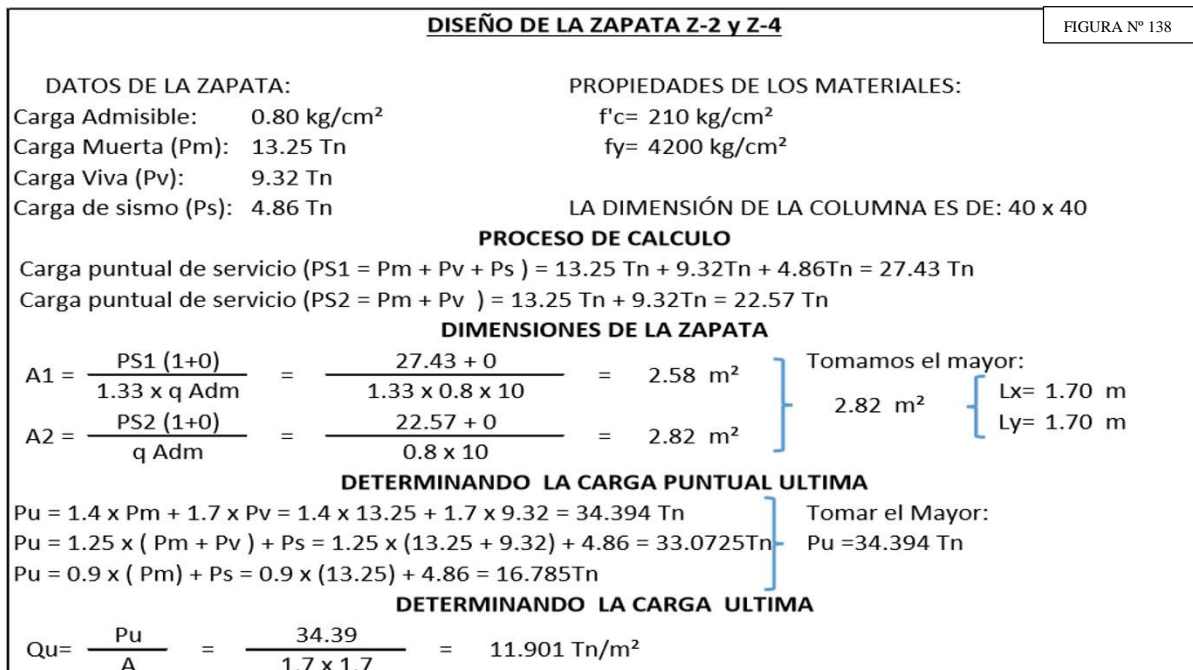 DISEÑO DE LA ZAPATA Z-2 y Z-4
FIGURA Nº 138
DATOS DE LA ZAPATA: PROPIEDADES DE LOS MATERIALES:
Carga Admisible: 0.80 kg/cm² f'c= 210 kg/cm²
Carga Muerta (Pm): 13.25 Tn fy= 4200 kg/cm²
Carga Viva (Pv): 9.32 Tn
Carga de sismo (Ps): 4.86 Tn LA DIMENSIÓN DE LA COLUMNA ES DE: 40 x 40
PROCESO DE CALCULO
Carga puntual de servicio (PS1 = Pm + Pv + Ps ) = 13.25 Tn + 9.32Tn + 4.86Tn = 27.43 Tn
Carga puntual de servicio (PS2 = Pm + Pv ) = 13.25 Tn + 9.32Tn = 22.57 Tn
DIMENSIONES DE LA ZAPATA
PS1 (1+0) 27.43 + 0 Tomamos el mayor:
A1 = = = 2.58 m² Lx= 1.70 m
1.33 x q Adm 1.33 x 0.8 x 10 2.82 m²
PS2 (1+0) 22.57 + 0 Ly= 1.70 m
A2 = = = 2.82 m²
q Adm 0.8 x 10
DETERMINANDO LA CARGA PUNTUAL ULTIMA
Pu = 1.4 x Pm + 1.7 x Pv = 1.4 x 13.25 + 1.7 x 9.32 = 34.394 Tn Tomar el Mayor:
Pu = 1.25 x ( Pm + Pv ) + Ps = 1.25 x (13.25 + 9.32) + 4.86 = 33.0725Tn Pu =34.394 Tn
Pu = 0.9 x ( Pm) + Ps = 0.9 x (13.25) + 4.86 = 16.785Tn
DETERMINANDO LA CARGA ULTIMA
Pu 34.39
Qu= = = 11.901 Tn/m²
A 1.7 x 1.7